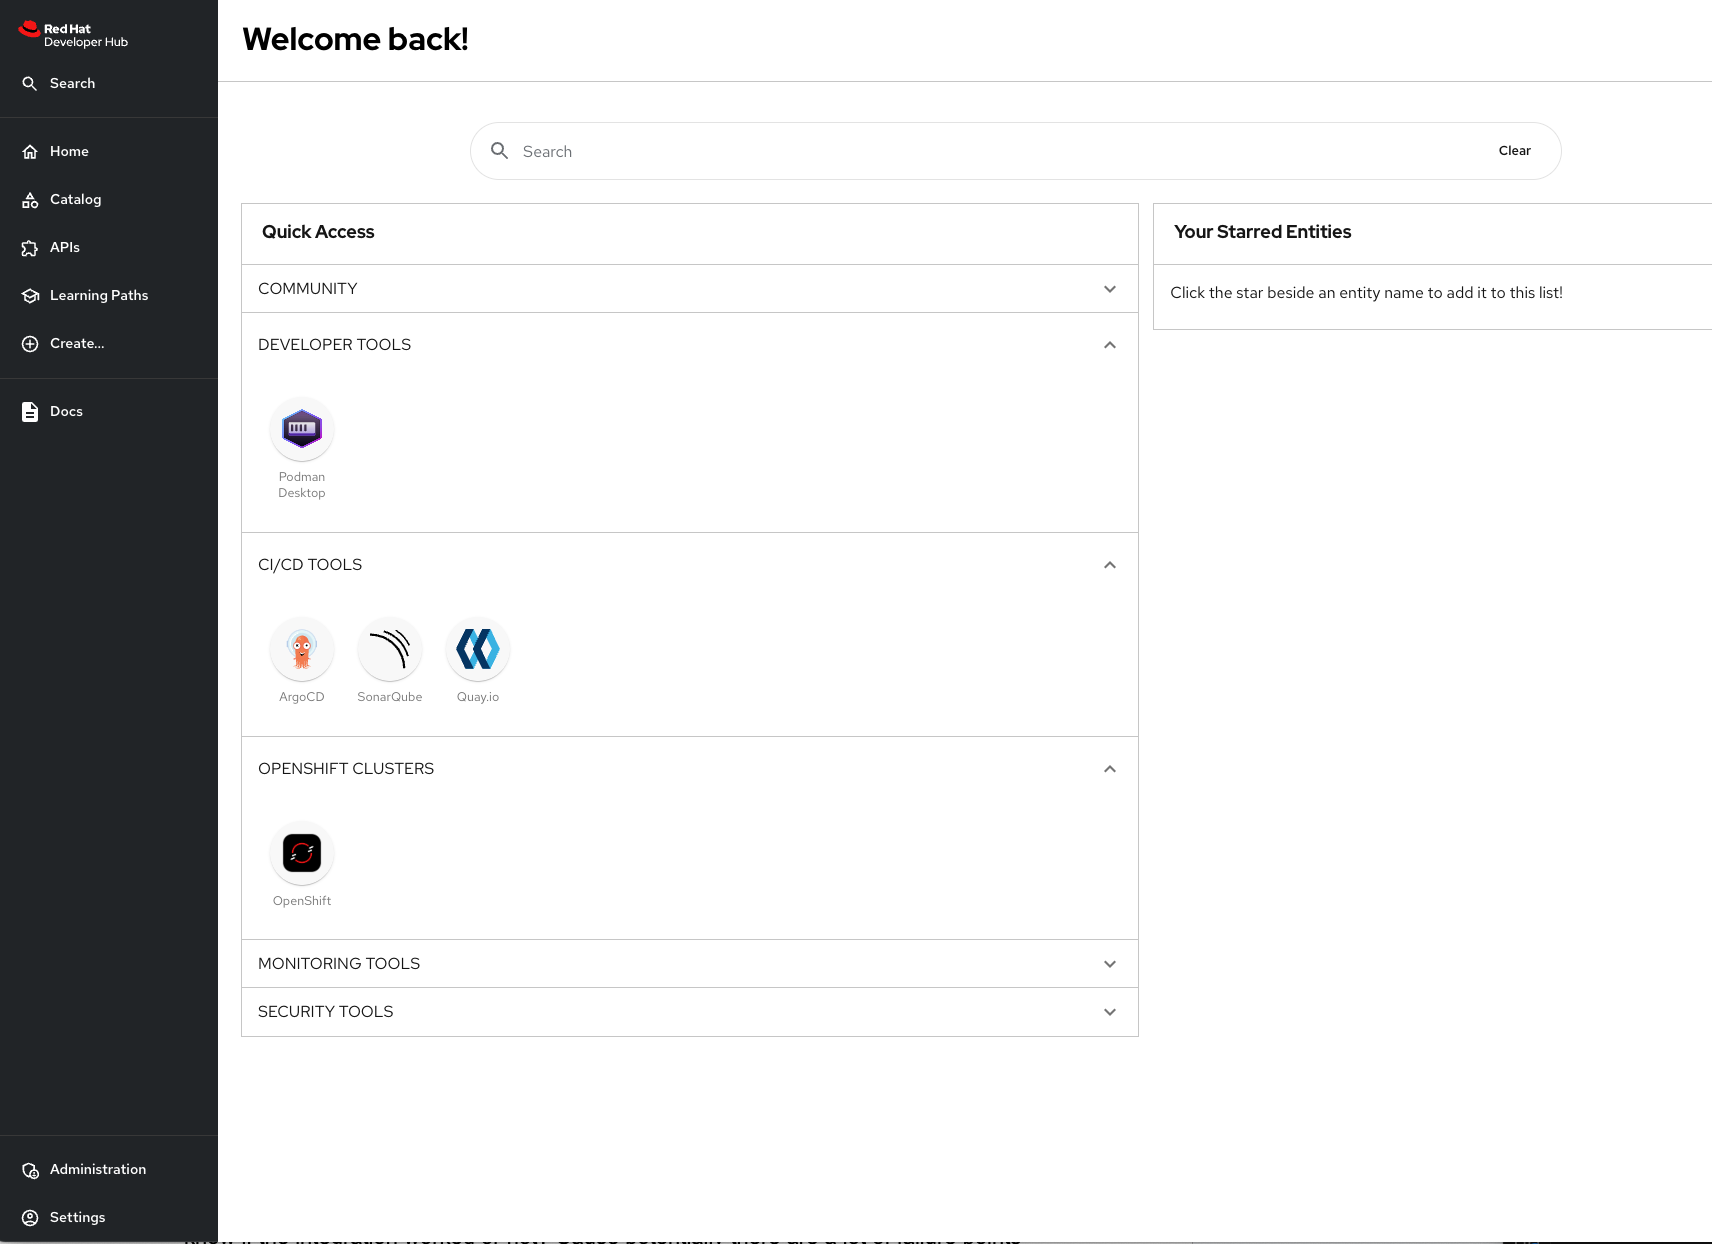 Red Hat
Developer Hub
Search
Home
Catalog
APIs
Learning Paths
Create...
Docs
Administration
Settings
Welcome back!
Search
Clear
Quick Access
COMMUNITY
DEVELOPER TOOLS
Podman
Desktop
CI/CD TOOLS
ArgoCD
SonarQube
Quay.io
OPENSHIFT CLUSTERS
OpenShift
MONITORING TOOLS
SECURITY TOOLS
Your Starred Entities
Click the star beside an entity name to add it to this list!